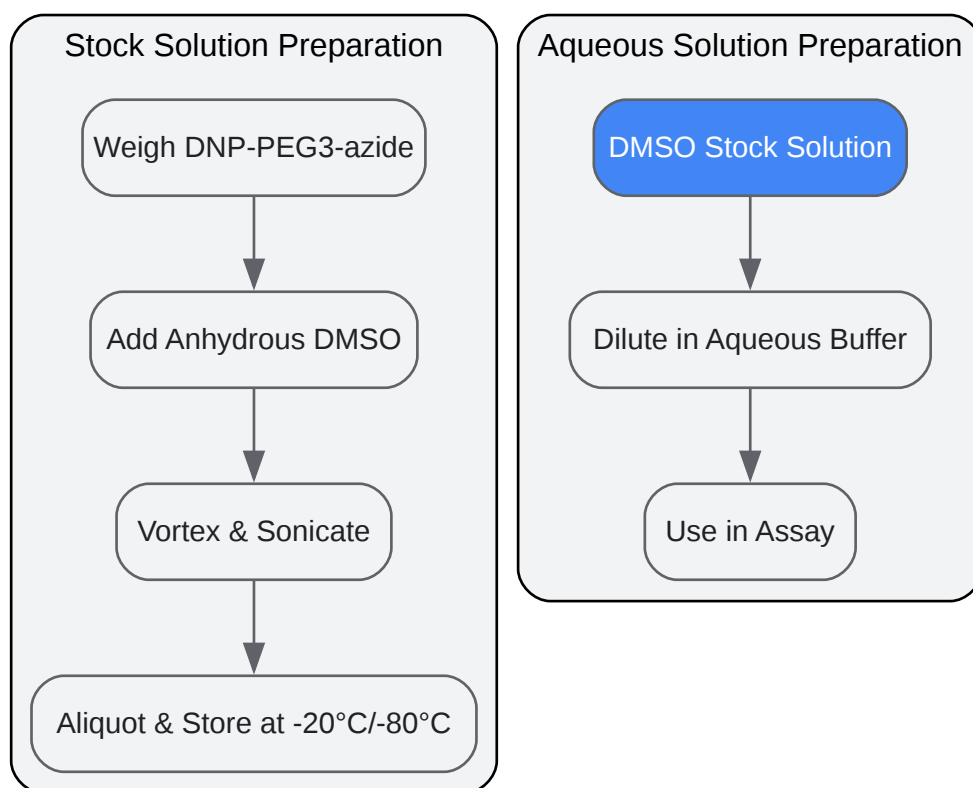 Stock Solution Preparation
Weigh DNP-PEG3-azide
Add Anhydrous DMSO
Vortex & Sonicate
Aliquot & Store at -20°C/-80°C
Aqueous Solution Preparation
DMSO Stock Solution
Dilute in Aqueous Buffer
Use in Assay